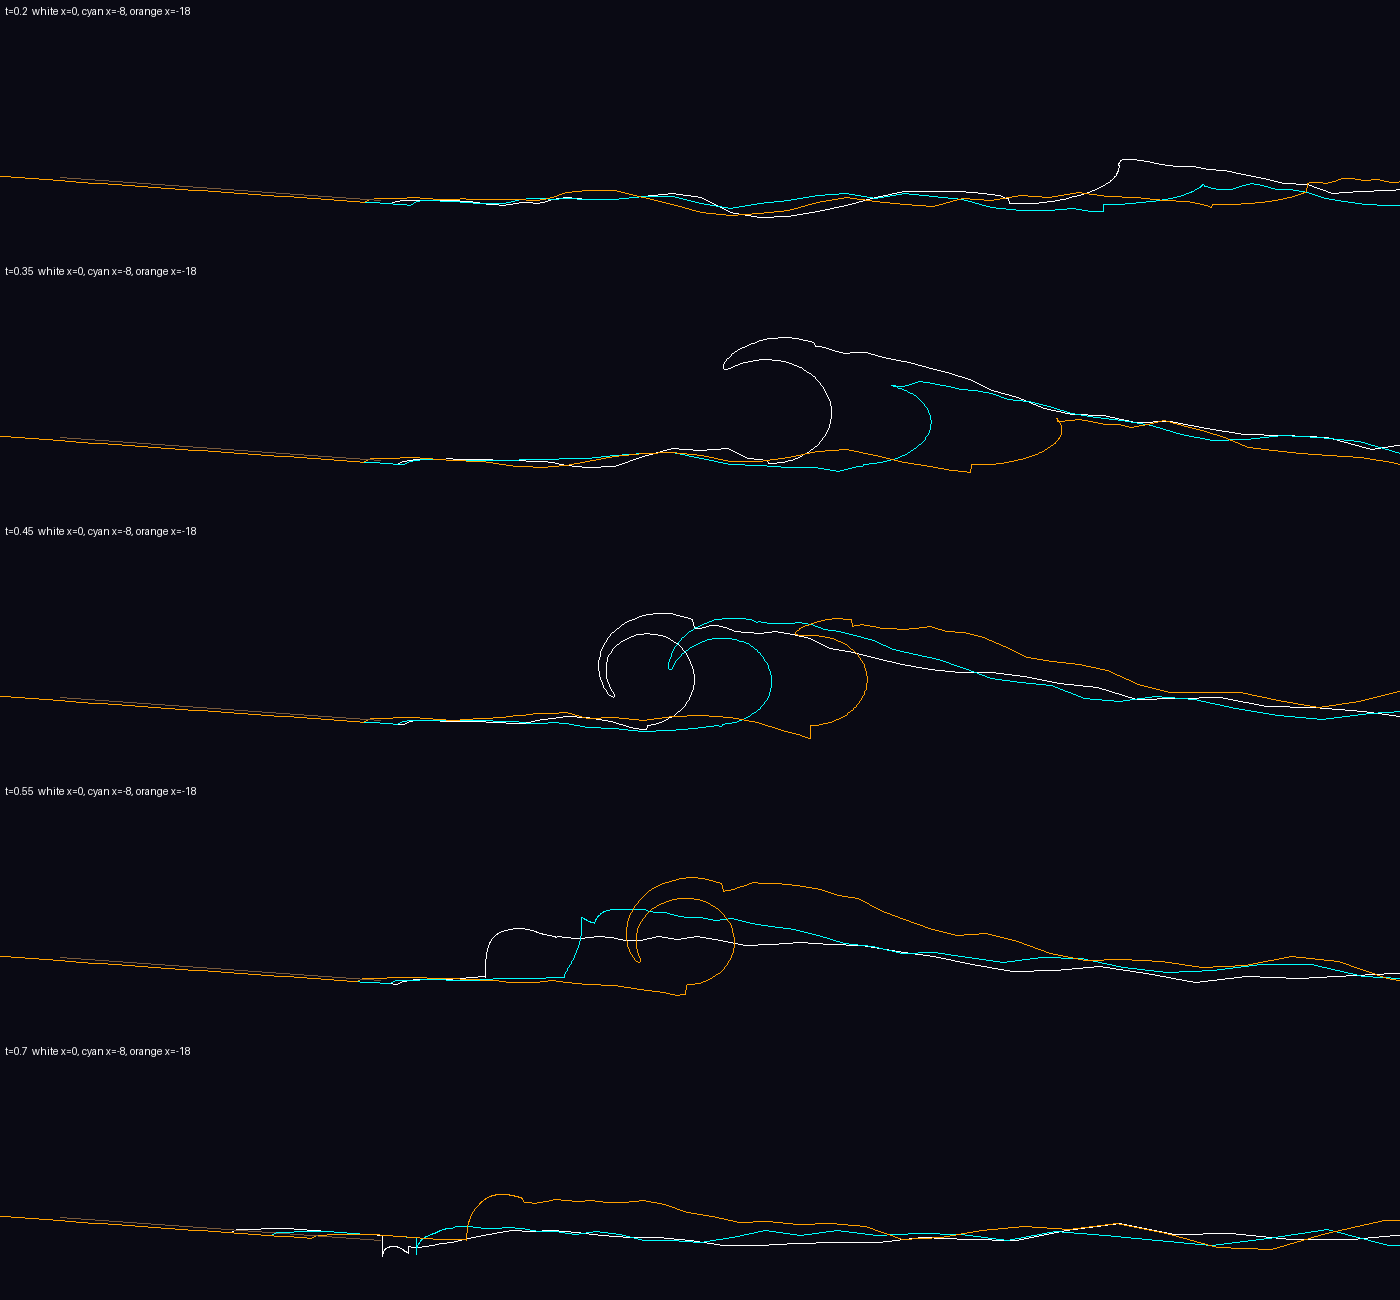 t=0.2 white x=0, cyan x=-8, orange x=-18
t=0.35 white x=0, cyan x=-8, orange x=-18
t=0.45 white x=0, cyan x=-8, orange x=-18
t=0.55 white x=0, cyan x=-8, orange x=-18
t=0.7 white x=0, cyan x=-8, orange x=-18